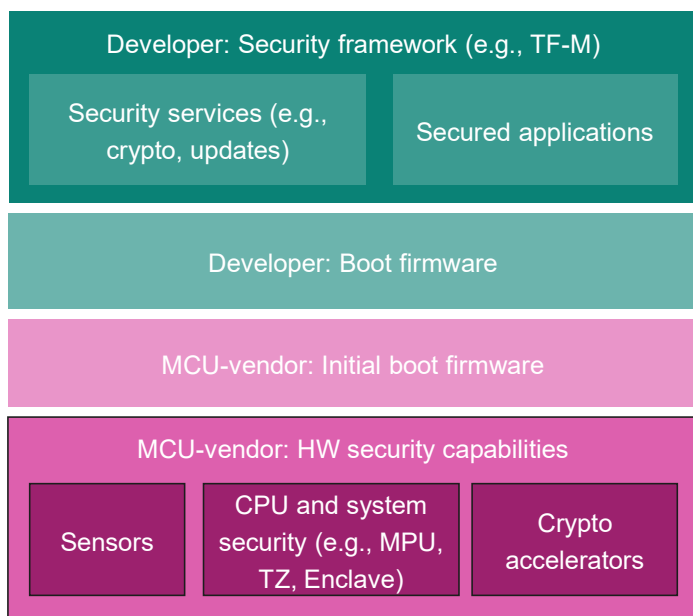 Developer: Security framework (e.g., TF-M)
Security services (e.g.,
crypto, updates)
Secured applications
Developer: Boot firmware
MCU-vendor: Initial boot firmware
MCU-vendor: HW security capabilities
Sensors
CPU and system
security (e.g., MPU,
TZ, Enclave)
Crypto
accelerators